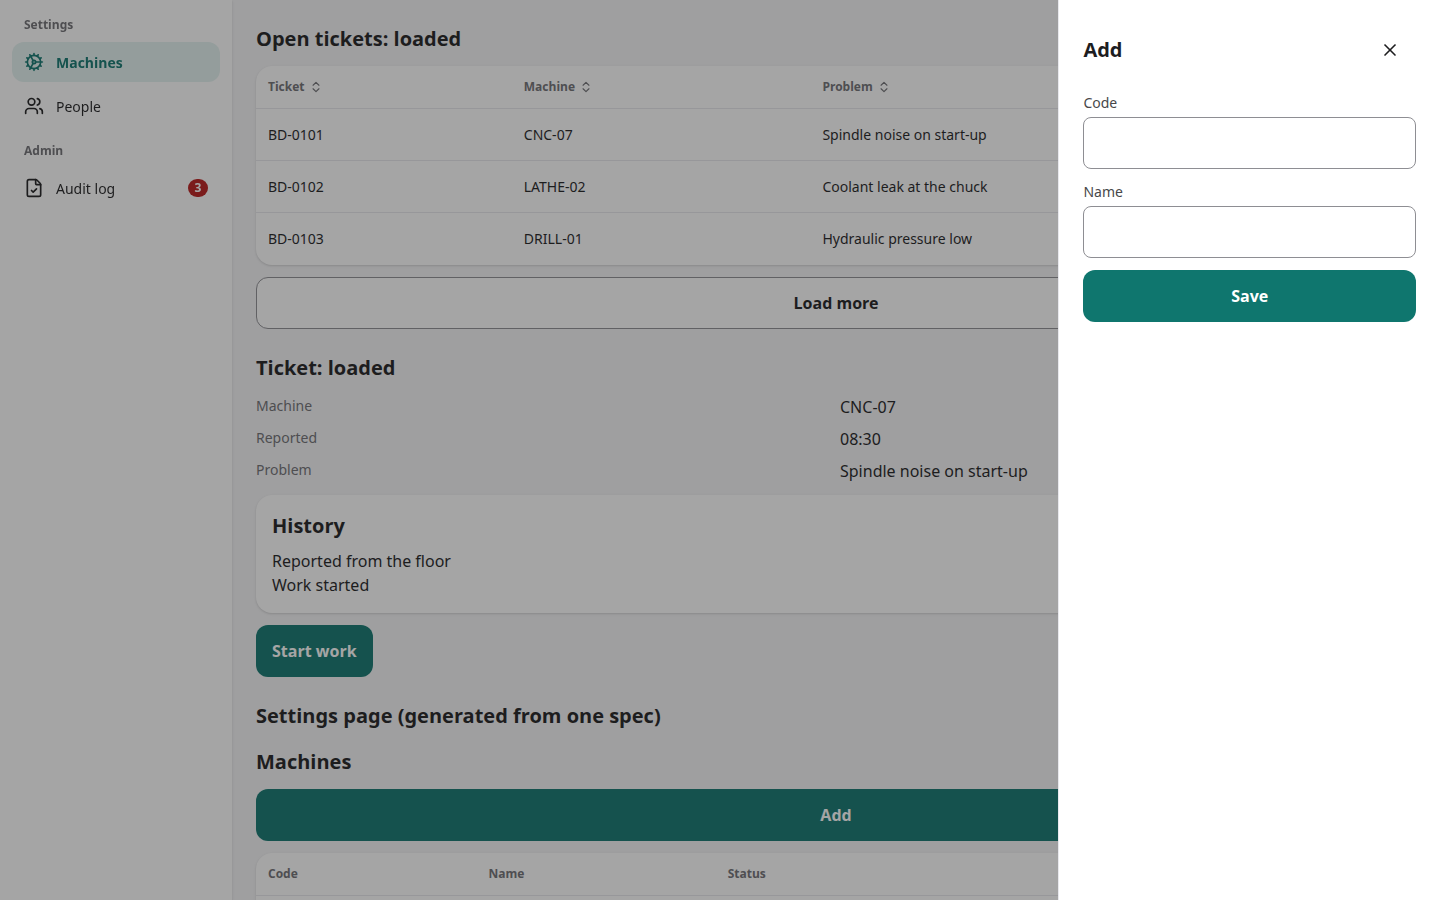 Settings
Machines
People
Admin
Audit log 3
Open tickets: loaded
Ticket Machine Problem
BD-0101 CNC-07 Spindle noise on start-up
BD-0102 LATHE-02 Coolant leak at the chuck
BD-0103 DRILL-01 Hydraulic pressure low
Load more
Ticket: loaded
Machine CNC-07
Reported 08:30
Problem Spindle noise on start-up
History
Reported from the floor
Work started
Start work
Settings page (generated from one spec)
Machines
Add
Code Name Status
Add
Code
Name
Save